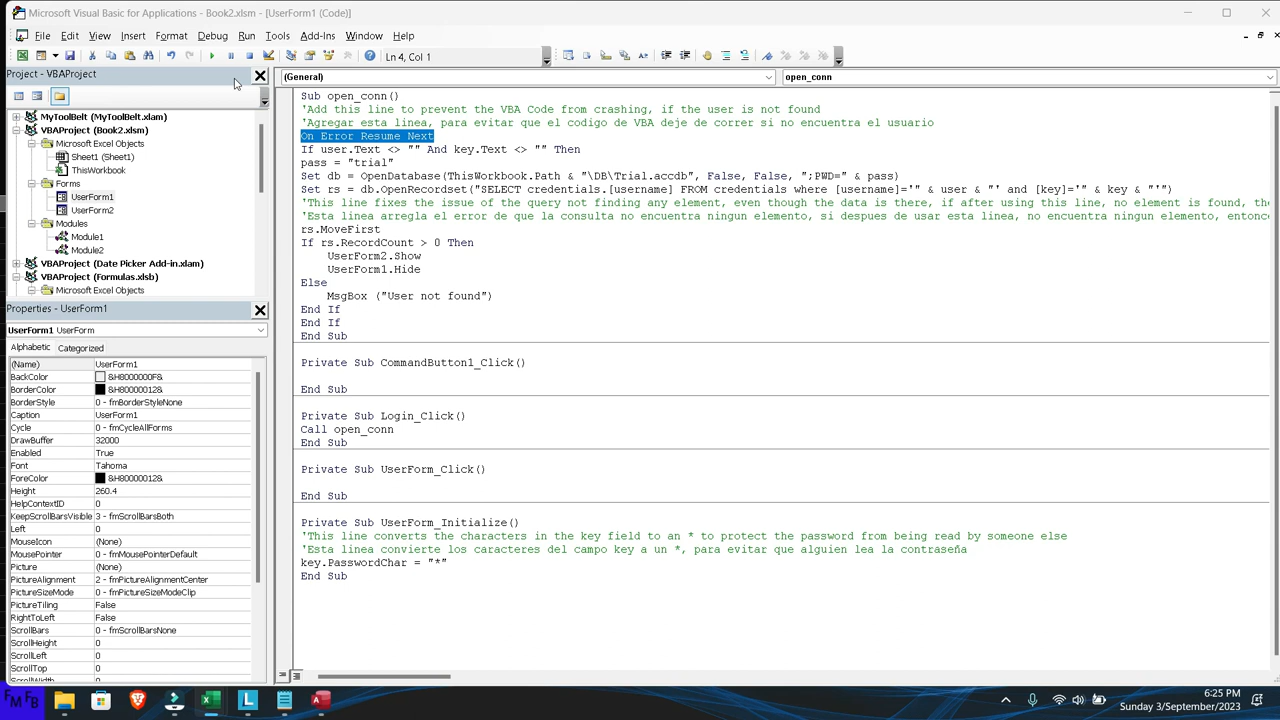 Microsoft Visual Basic for Applications - Book2.xlsm - [UserForm1 (Code)]
File Edit View Insert Format Debug Run Tools Add-Ins Window Help
Ln 4, Col 1
Project - VBAProject
MyToolBelt (MyToolBelt.xlam)
VBAProject (Book2.xlsm)
Microsoft Excel Objects
Sheet1 (Sheet1)
ThisWorkbook
Forms
UserForm1
UserForm2
Modules
Module1
Module2
VBAProject (Date Picker Add-in.xlam)
VBAProject (Formulas.xlsb)
Microsoft Excel Objects
Properties - UserForm1
UserForm1 UserForm
Alphabetic Categorized
(Name) UserForm1
BackColor &H8000000F&
BorderColor &H80000012&
BorderStyle 0 - fmBorderStyleNone
Caption UserForm1
Cycle 0 - fmCycleAllForms
DrawBuffer 32000
Enabled True
Font Tahoma
ForeColor &H80000012&
Height 260.4
HelpContextID 0
KeepScrollBarsVisible 3 - fmScrollBarsBoth
Left 0
MouseIcon (None)
MousePointer 0 - fmMousePointerDefault
Picture (None)
PictureAlignment 2 - fmPictureAlignmentCenter
PictureSizeMode 0 - fmPictureSizeModeClip
PictureTiling False
RightToLeft False
ScrollBars 0 - fmScrollBarsNone
ScrollHeight 0
ScrollLeft 0
ScrollTop 0
ScrollWidth 0
(General) open_conn
Sub open_conn()
'Add this line to prevent the VBA Code from crashing, if the user is not found
'Agregar esta linea, para evitar que el codigo de VBA deje de correr si no encuentra el usuario
On Error Resume Next
If user.Text <> "" And key.Text <> "" Then
pass = "trial"
Set db = OpenDatabase(ThisWorkbook.Path & "\DB\Trial.accdb", False, False, ";PWD=" & pass)
Set rs = db.OpenRecordset("SELECT credentials.[username] FROM credentials where [username]='" & user & "' and [key]='" & key & "'")
'This line fixes the issue of the query not finding any element, even though the data is there, if after using this line, no element is found, the
'Esta linea arregla el error de que la consulta no encuentra ningun elemento, si despues de usar esta linea, no encuentra ningun elemento, entonc
rs.MoveFirst
If rs.RecordCount > 0 Then
UserForm2.Show
UserForm1.Hide
Else
MsgBox ("User not found")
End If
End If
End Sub
Private Sub CommandButton1_Click()
End Sub
Private Sub Login_Click()
Call open_conn
End Sub
Private Sub UserForm_Click()
End Sub
Private Sub UserForm_Initialize()
'This line converts the characters in the key field to an * to protect the password from being read by someone else
'Esta linea convierte los caracteres del campo key a un *, para evitar que alguien lea la contraseña
key.PasswordChar = "*"
End Sub
6:25 PM
Sunday 3/September/2023